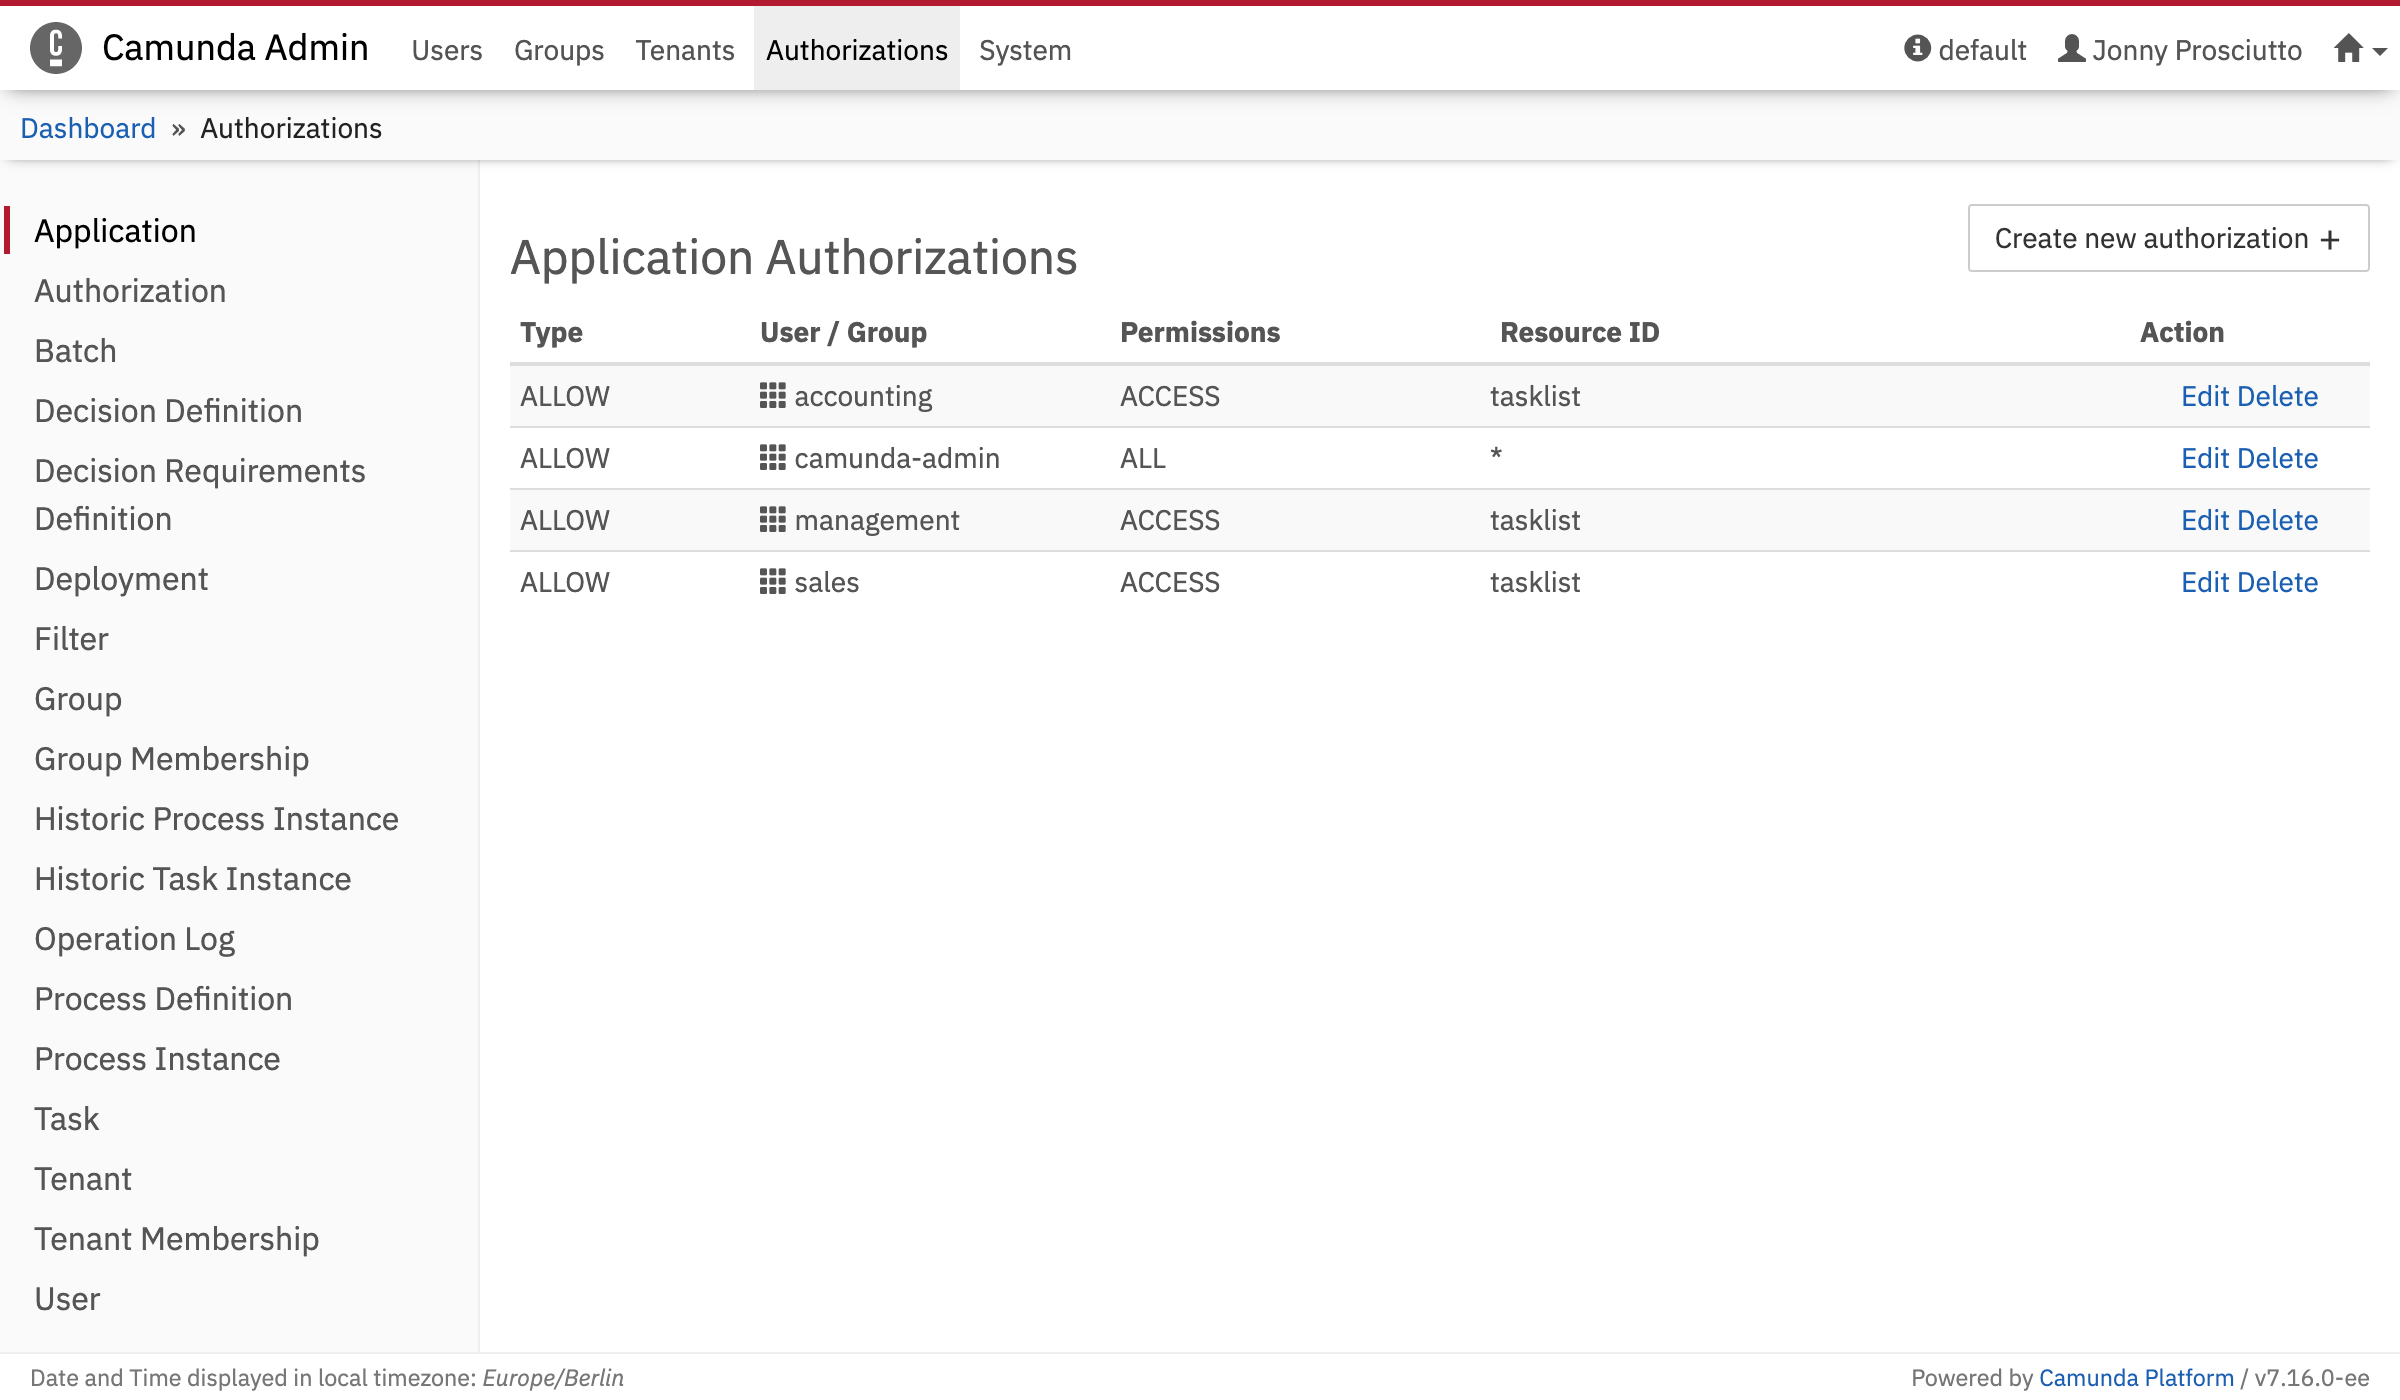 Camunda Admin Users Groups Tenants Authorizations System default Jonny Prosciutto
Dashboard » Authorizations
Application
Authorization
Batch
Decision Definition
Decision Requirements
Definition
Deployment
Filter
Group
Group Membership
Historic Process Instance
Historic Task Instance
Operation Log
Process Definition
Process Instance
Task
Tenant
Tenant Membership
User
Application Authorizations
Create new authorization +
Type User / Group Permissions Resource ID Action
ALLOW accounting ACCESS tasklist Edit Delete
ALLOW camunda-admin ALL * Edit Delete
ALLOW management ACCESS tasklist Edit Delete
ALLOW sales ACCESS tasklist Edit Delete
Date and Time displayed in local timezone: Europe/Berlin
Powered by Camunda Platform / v7.16.0-ee